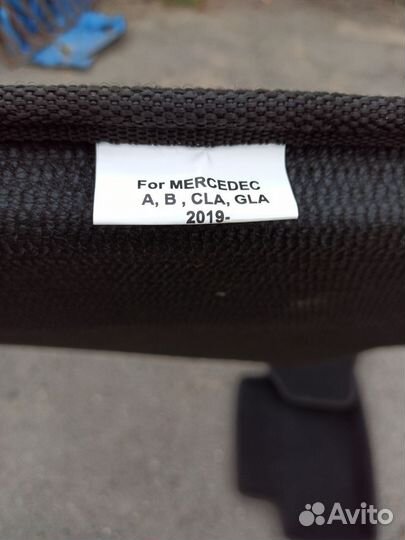 For MERCEDEC
A, B , CLA, GLA
2019-
Avito